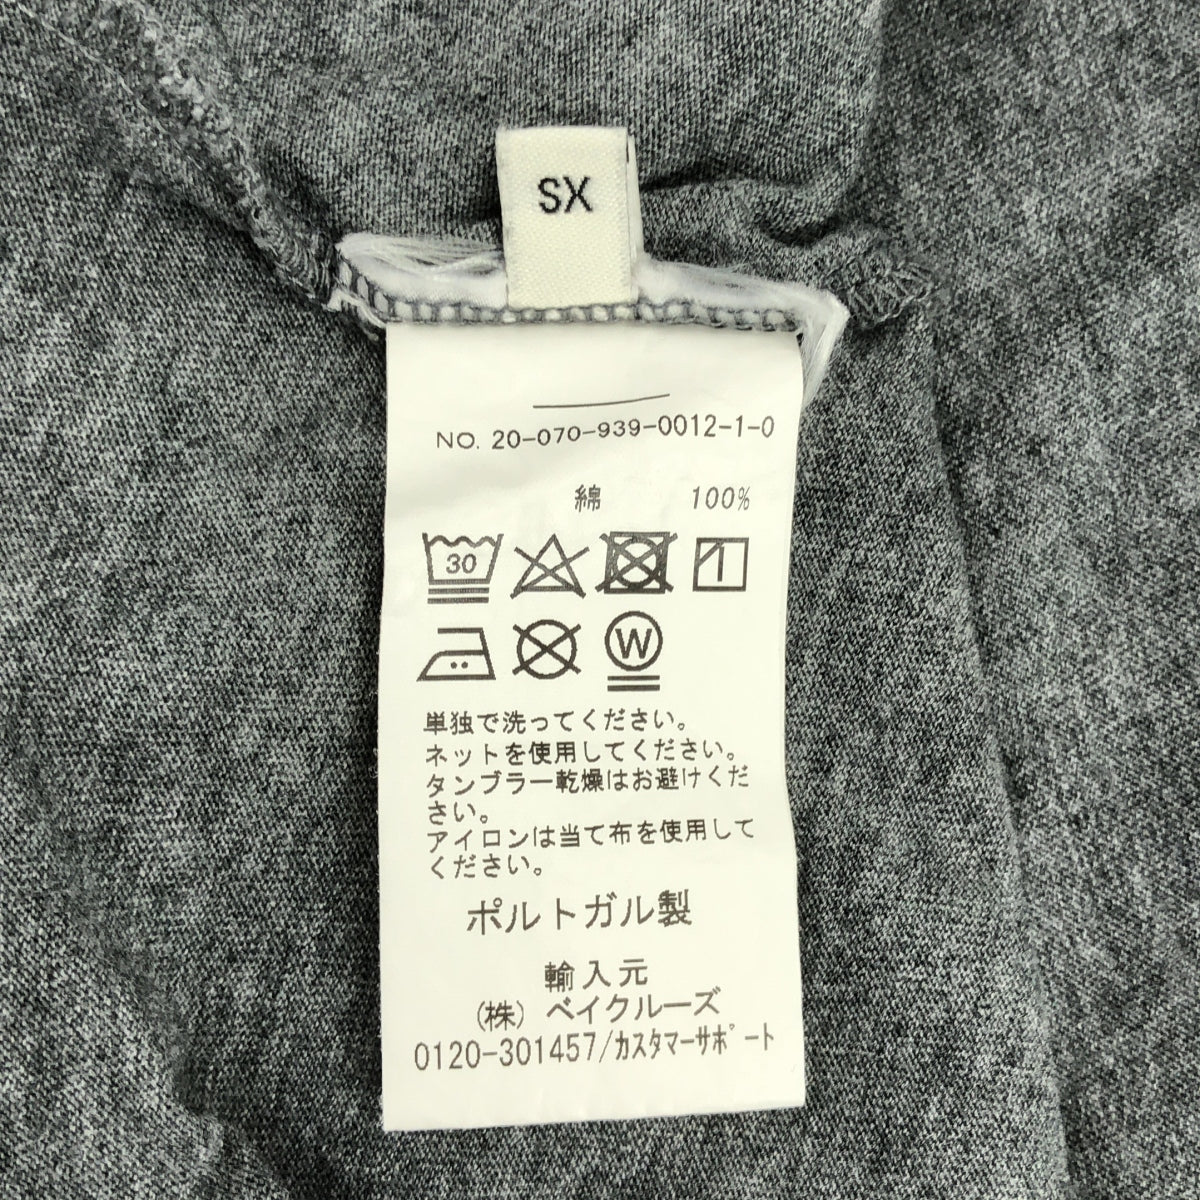 SX
NO. 20-070-939-0012-1-0
綿 100%
30
W
単独で洗ってください。
ネットを使用してください。
タンブラー乾燥はお避けくだ
さい。
アイロンは当て布を使用して
ください。
ポルトガル製
輸入元
(株) ベイクルーズ
0120-301457/カスタマーサポート